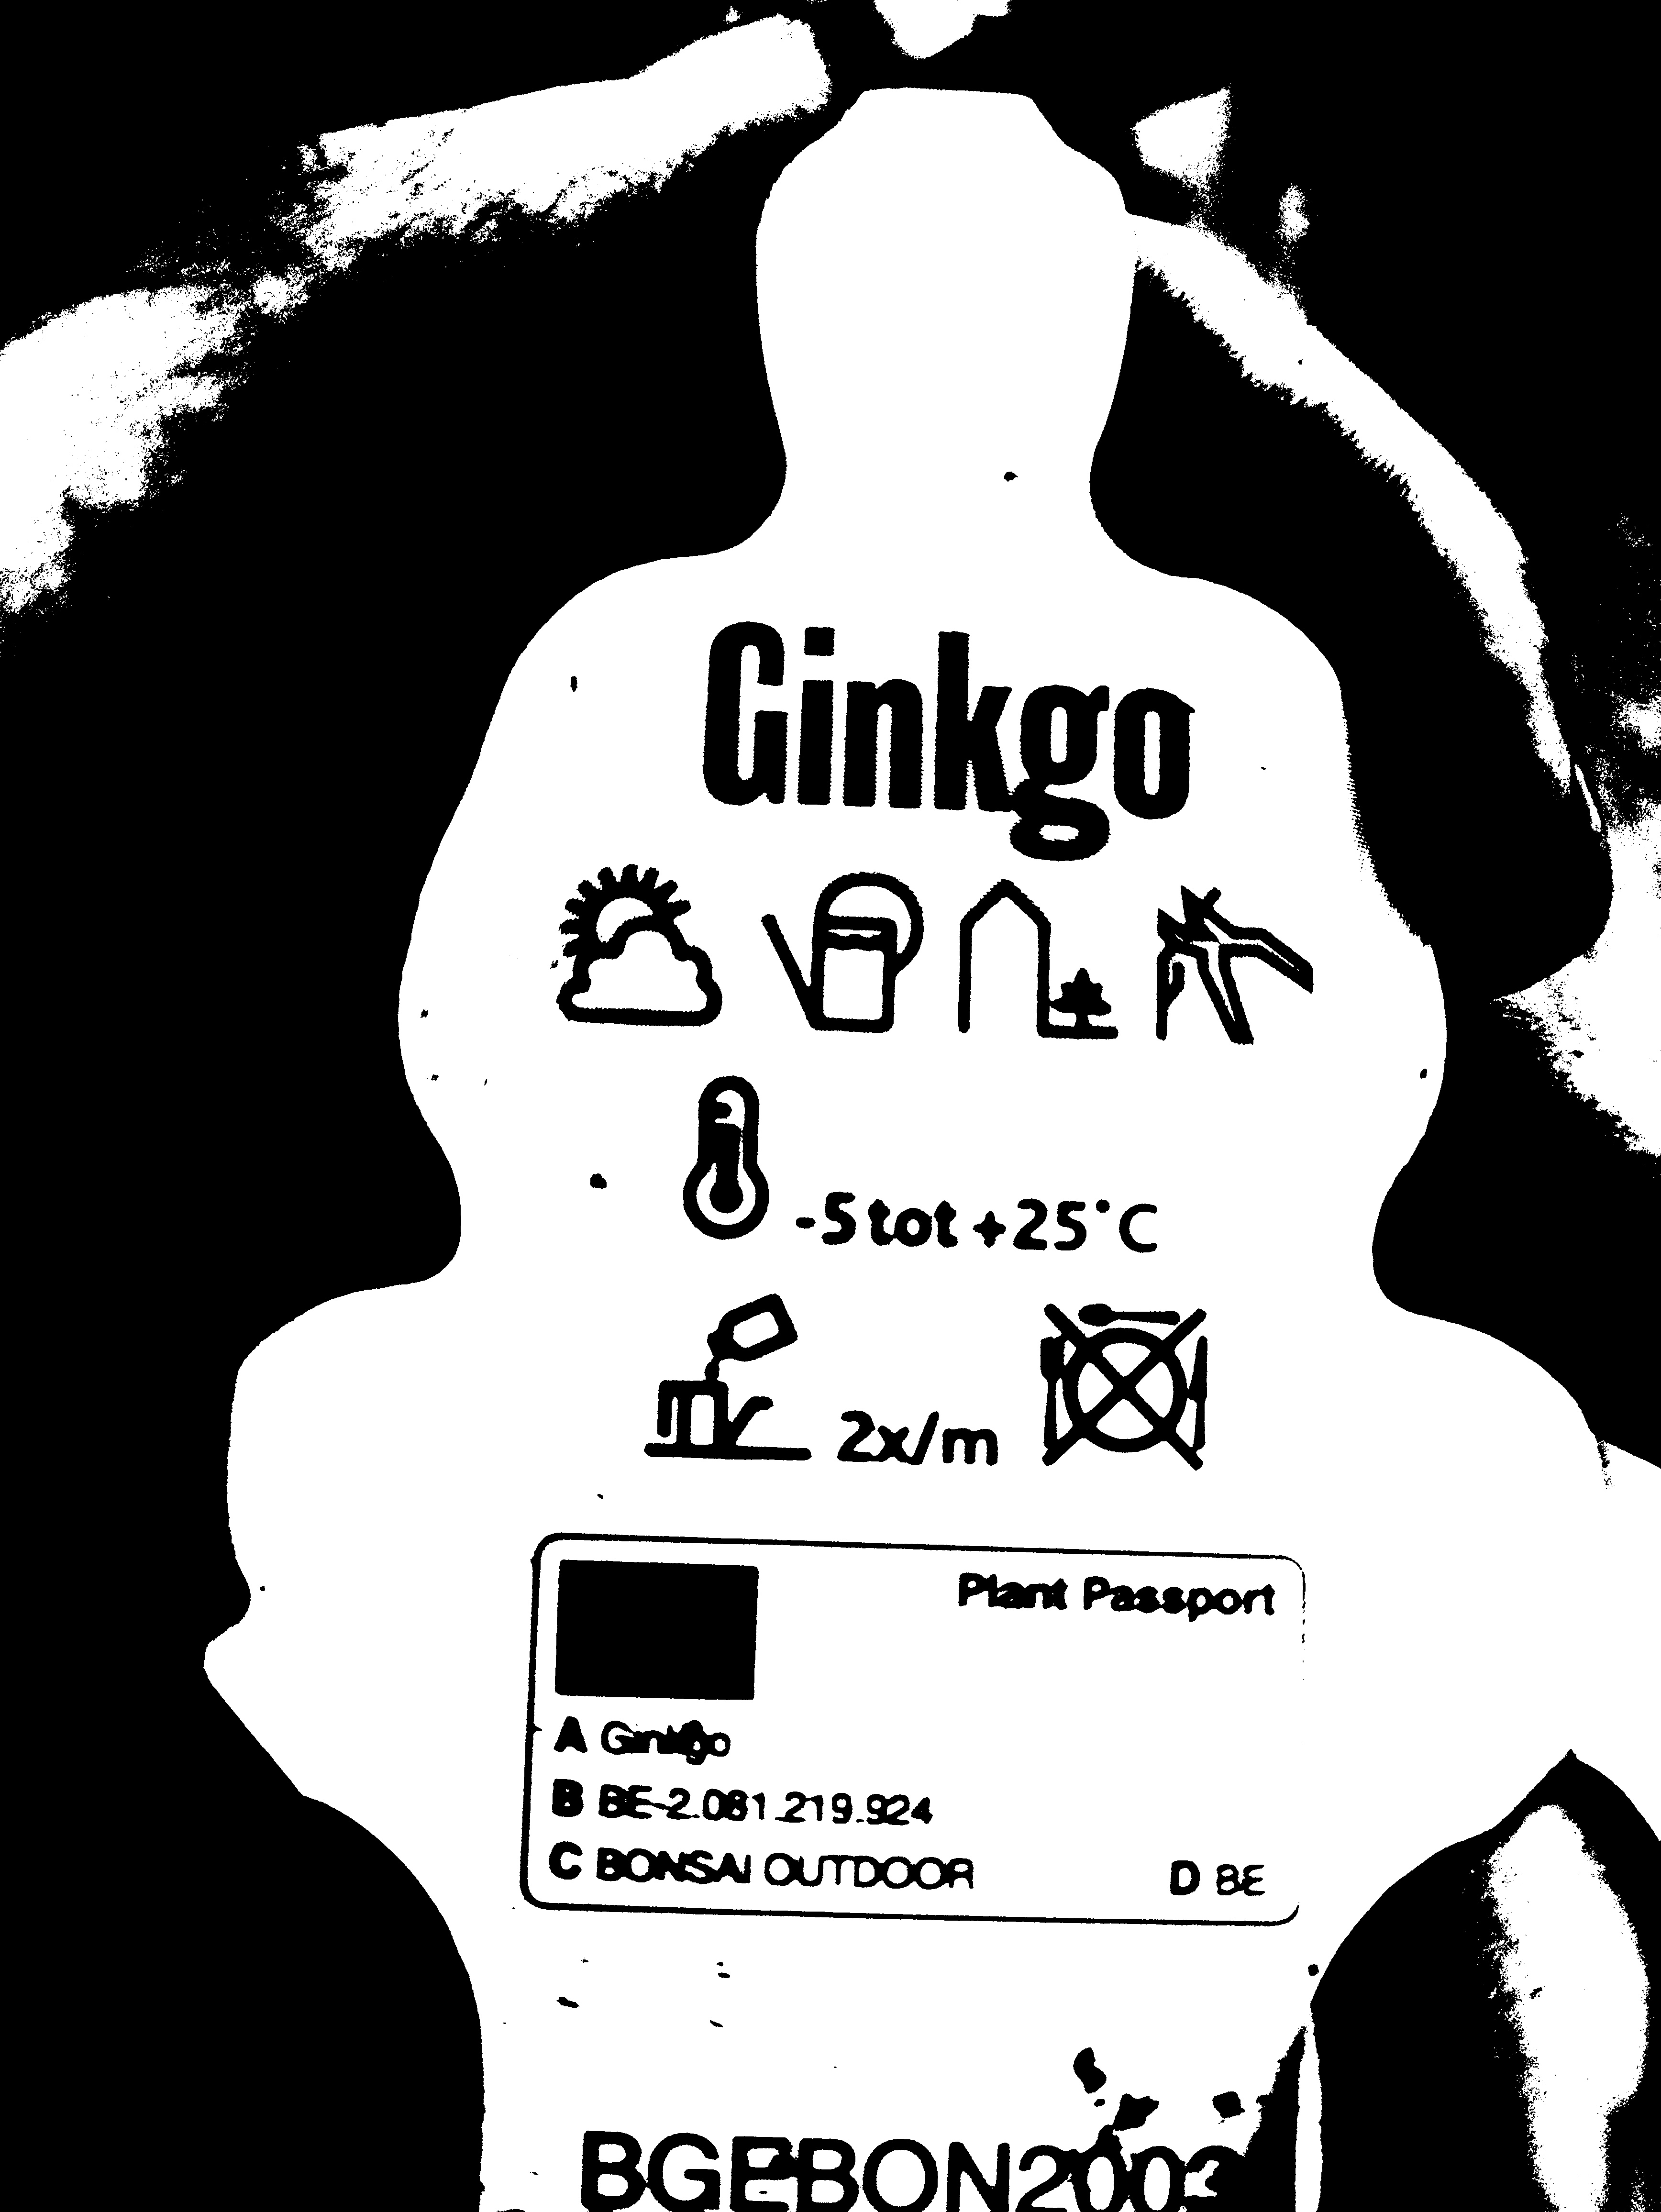 Ginkgo
-5 tot +25°C
2x/m
Plant Passport
A Ginkgo
B BE-2.081.219.924
C BONSAI OUTDOOR D BE
BGEBON2003